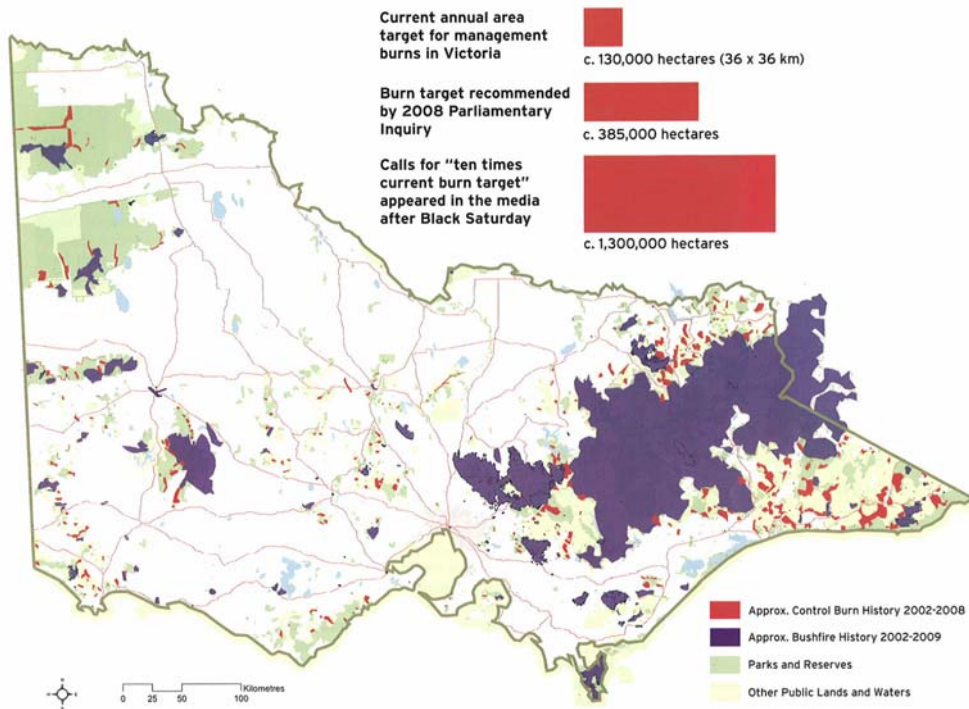 Current annual area
target for management
burns in Victoria
c. 130,000 hectares (36 x 36 km)
Burn target recommended
by 2008 Parliamentary
Inquiry
c. 385,000 hectares
Calls for “ten times
current burn target”
appeared in the media
after Black Saturday
c. 1,300,000 hectares
Approx. Control Burn History 2002-2008
Approx. Bushfire History 2002-2009
Parks and Reserves
Other Public Lands and Waters
Kilometres
0 25 50 100